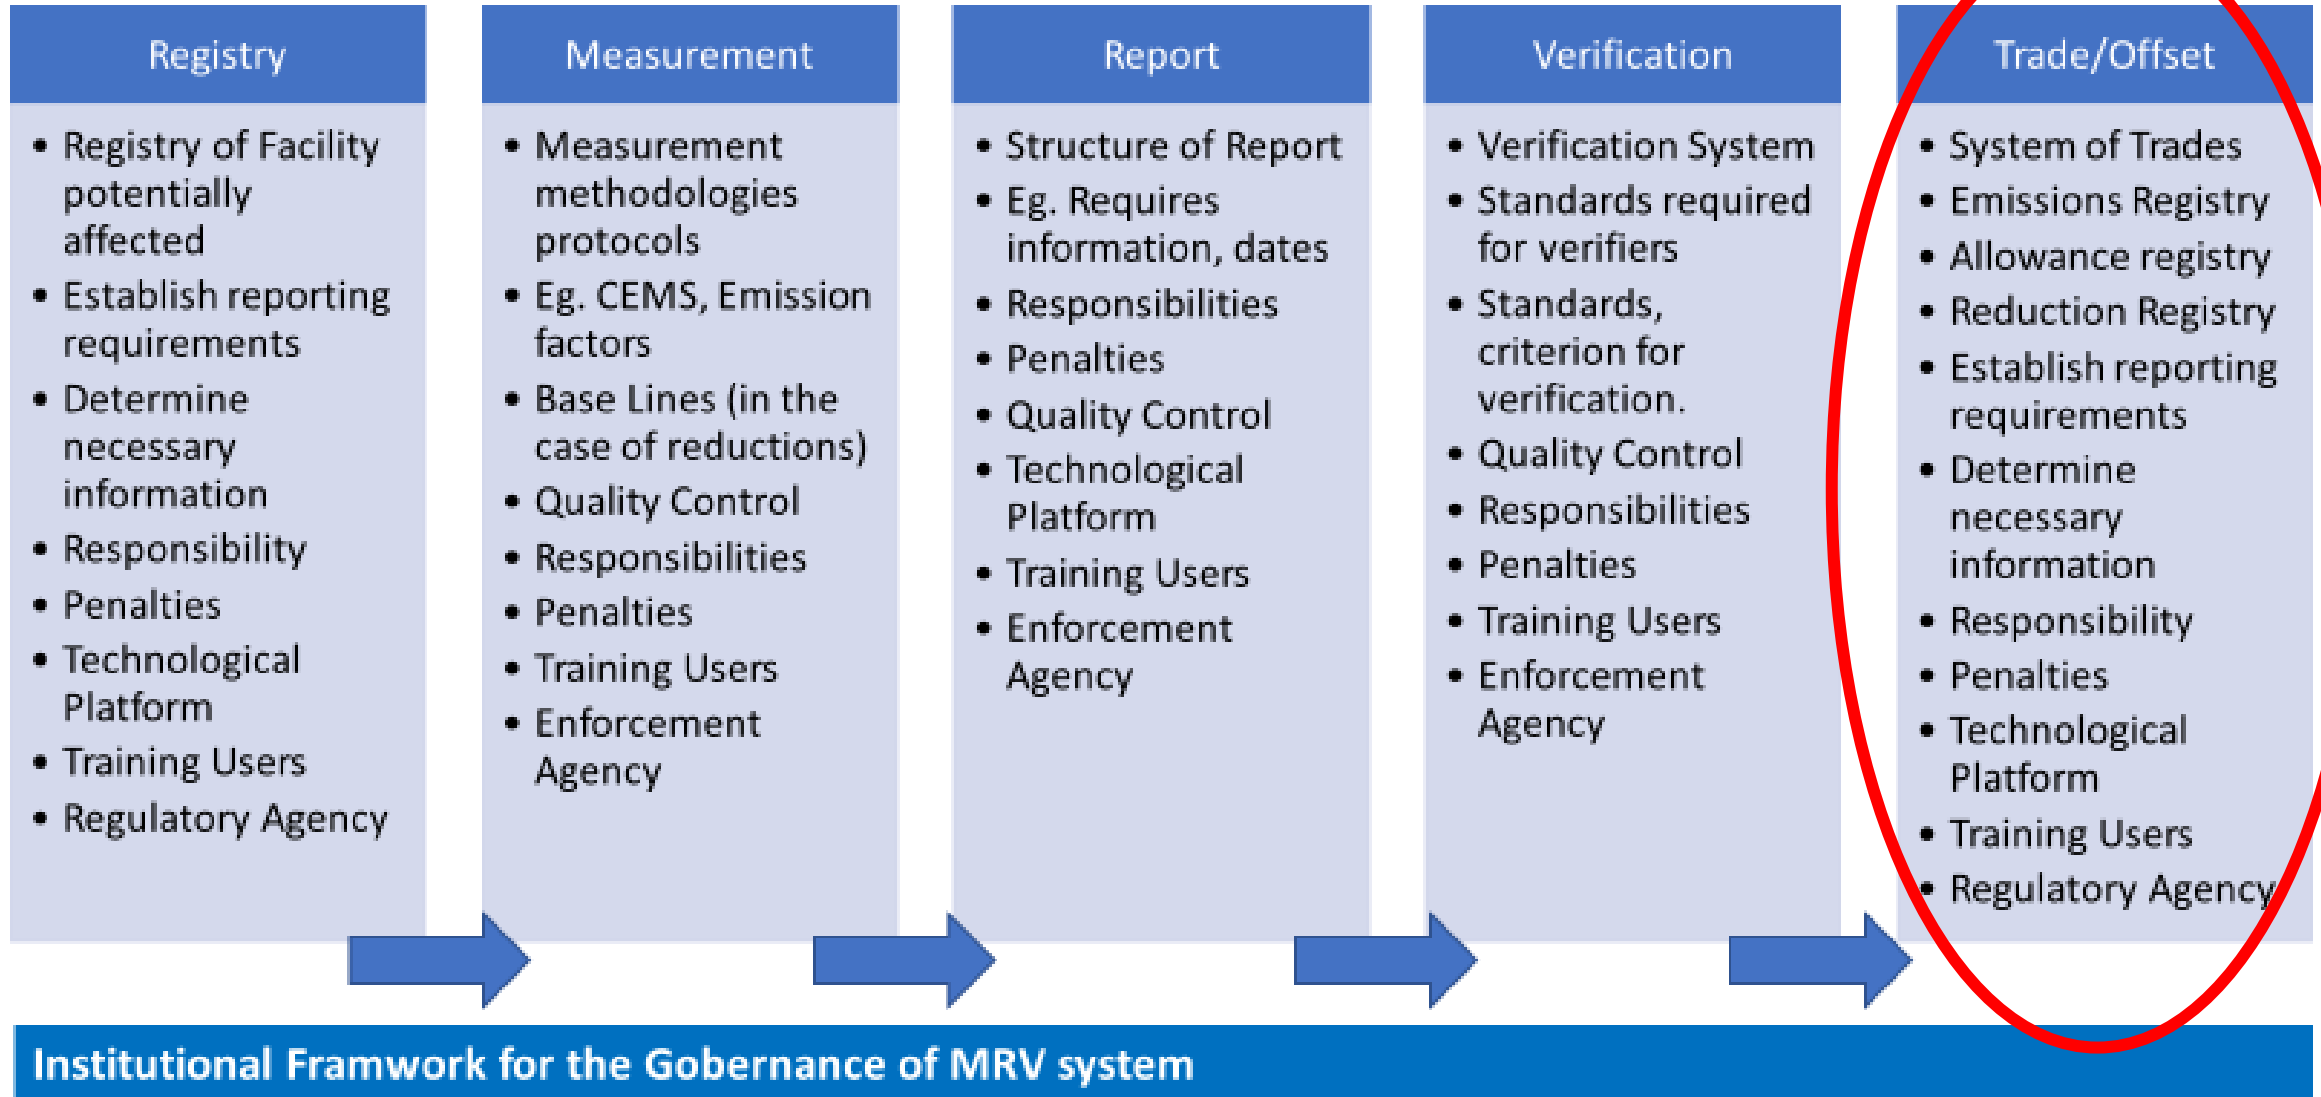 Registry
• Registry of Facility
potentially
affected
• Establish reporting
requirements
• Determine
necessary
information
• Responsibility
• Penalties
• Technological
Platform
• Training Users
• Regulatory Agency
Measurement
• Measurement
methodologies
protocols
• Eg. CEMS, Emission
factors
• Base Lines (in the
case of reductions)
• Quality Control
• Responsibilities
• Penalties
• Training Users
• Enforcement
Agency
Report
• Structure of Report
• Eg. Requires
information, dates
• Responsibilities
• Penalties
• Quality Control
• Technological
Platform
• Training Users
• Enforcement
Agency
Verification
• Verification System
• Standards required
for verifiers
• Standards,
criterion for
verification.
• Quality Control
• Responsibilities
• Penalties
• Training Users
• Enforcement
Agency
Trade/Offset
• System of Trades
• Emissions Registry
• Allowance registry
• Reduction Registry
• Establish reporting
requirements
• Determine
necessary
information
• Responsibility
• Penalties
• Technological
Platform
• Training Users
• Regulatory Agency
Institutional Framwork for the Gobernance of MRV system